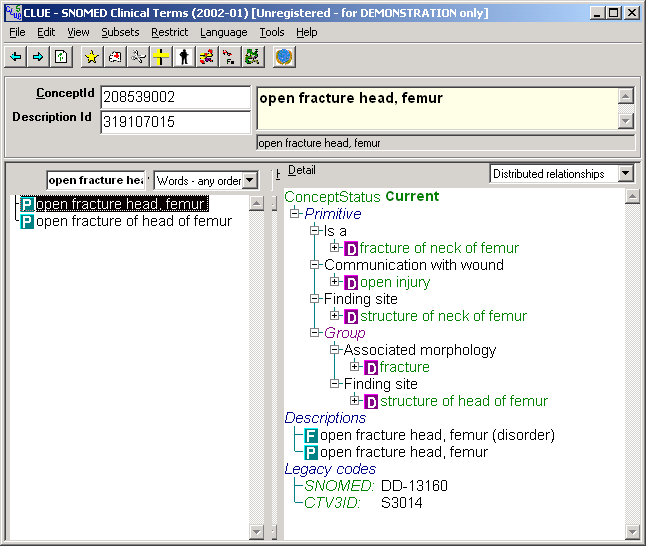 CLUE - SNOMED Clinical Terms (2002-01) [Unregistered - for DEMONSTRATION only]
File Edit View Subsets Restrict Language Tools Help
ConceptId 208539002
open fracture head, femur
Description Id 319107015
open fracture head, femur
open fracture hea Words - any order
Detail Distributed relationships
P open fracture head, femur
P open fracture of head of femur
ConceptStatus Current
Primitive
Is a
D fracture of neck of femur
Communication with wound
D open injury
Finding site
D structure of neck of femur
Group
Associated morphology
D fracture
Finding site
D structure of head of femur
Descriptions
F open fracture head, femur (disorder)
P open fracture head, femur
Legacy codes
SNOMED: DD-13160
CTV3ID: S3014